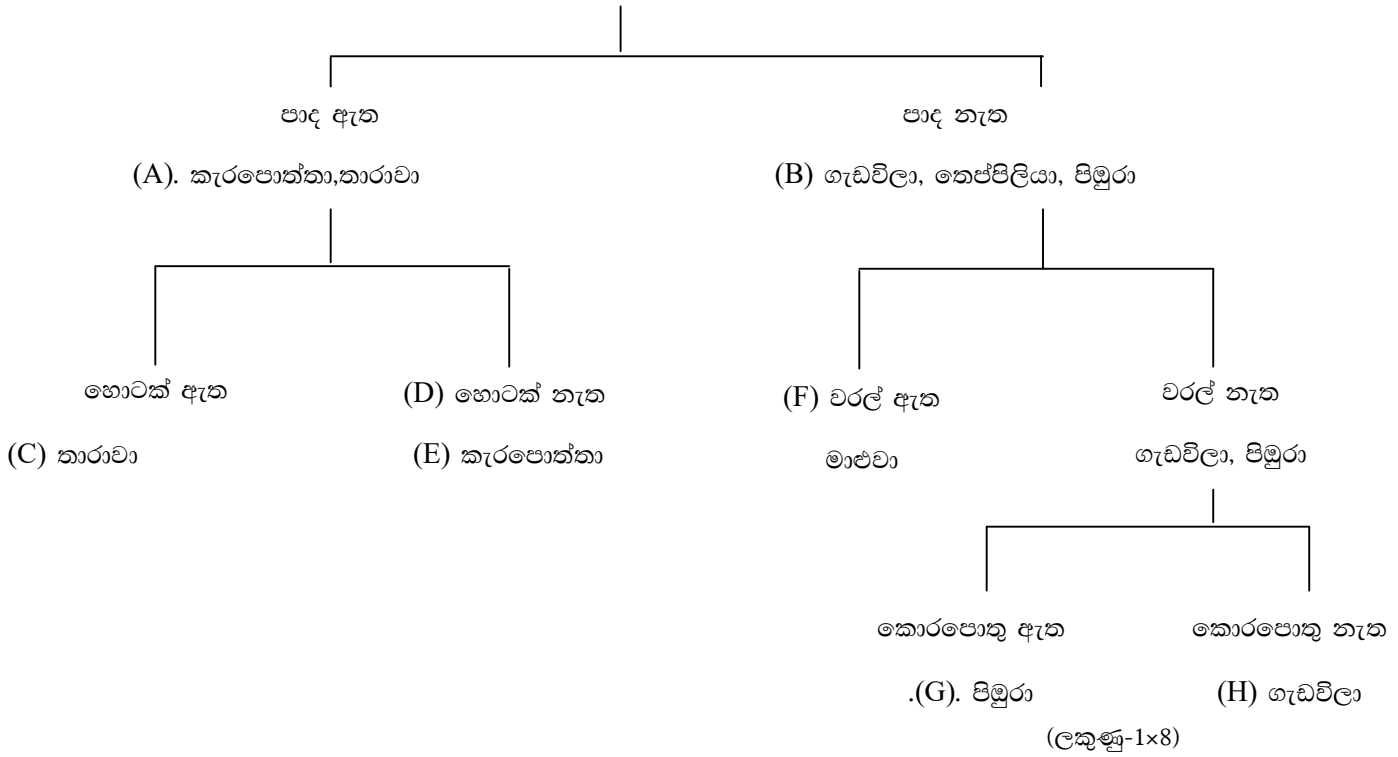 පාද ඇත
පාද නැත
(A). කැරපොත්තා,තාරාවා
(B) ගැඩවිලා, තෙප්පිලියා, පිඹුරා
හොටක් ඇත
(D) හොටක් නැත
(F) වරල් ඇත
වරල් නැත
(C) තාරාවා
(E) කැරපොත්තා
මාළුවා
ගැඩවිලා, පිඹුරා
කොරපොතු ඇත
කොරපොතු නැත
.(G). පිඹුරා
(H) ගැඩවිලා
(ලකුණු-1×8)